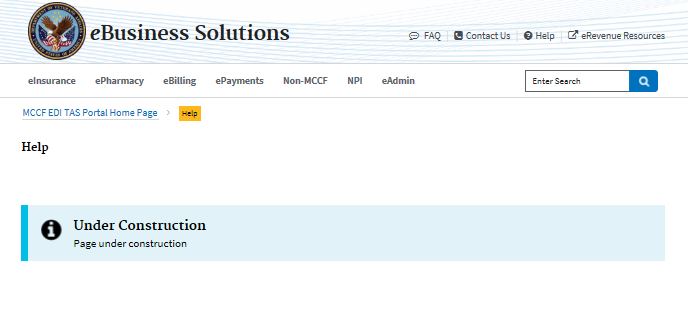 eBusiness Solutions
FAQ
Contact Us
Help
eRevenue Resources
eInsurance ePharmacy eBilling ePayments Non-MCCF NPI eAdmin
Enter Search
MCCF EDI TAS Portal Home Page > Help
Help
Under Construction
Page under construction